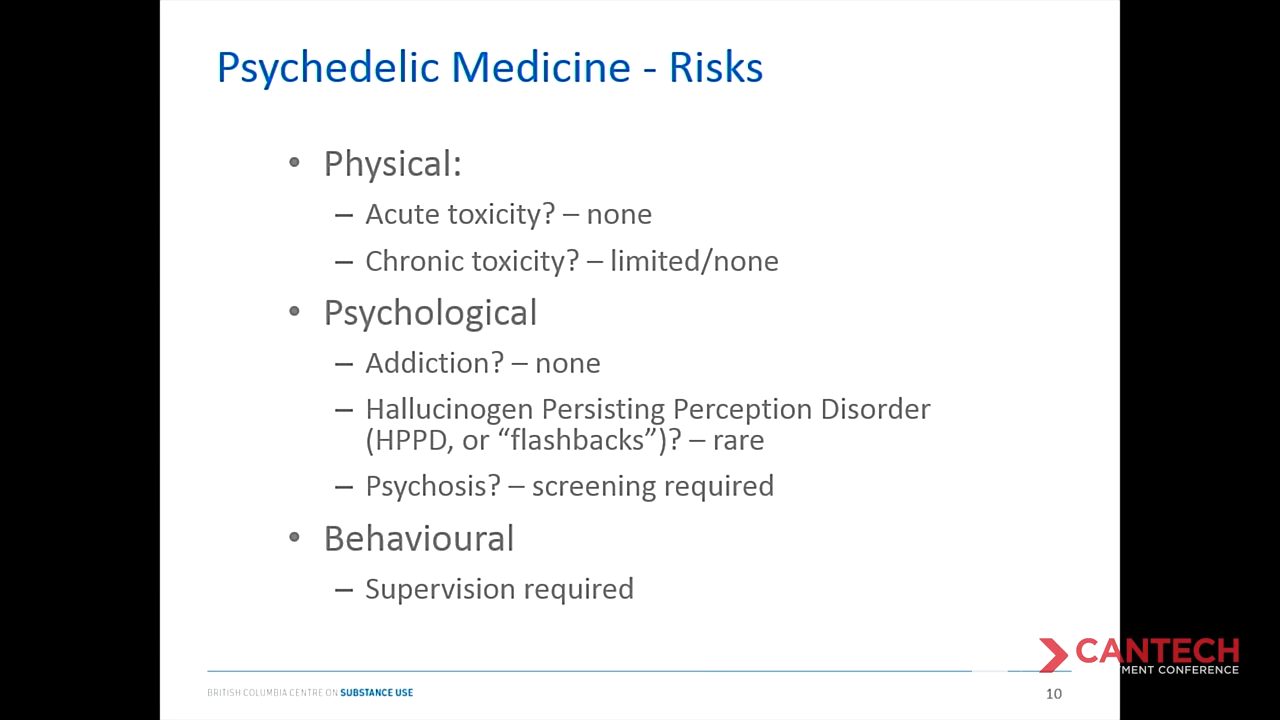 Psychedelic Medicine - Risks
• Physical:
– Acute toxicity? – none
– Chronic toxicity? – limited/none
• Psychological
– Addiction? – none
– Hallucinogen Persisting Perception Disorder
(HPPD, or “flashbacks”)? – rare
– Psychosis? – screening required
• Behavioural
– Supervision required
CANTECH
MENT CONFERENCE
BRITISH COLUMBIA CENTRE ON SUBSTANCE USE
10